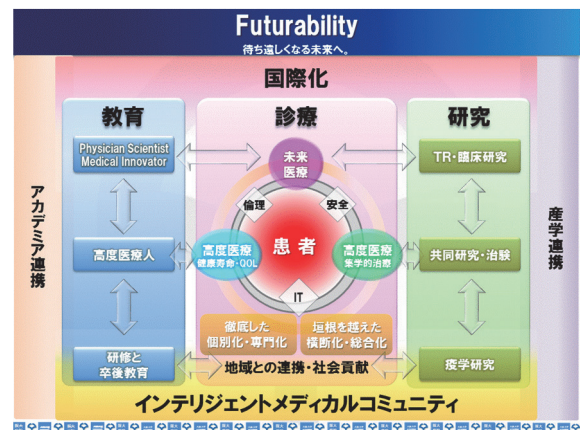 Futurability
待ち遠しくなる未来へ。
国際化
教育
診療
研究
アカデミア連携
産学連携
Physician Scientist
Medical Innovator
未来
医療
TR・臨床研究
倫理
安全
高度医療人
高度医療
健康寿命・QOL
患者
高度医療
集学的治療
共同研究・治験
IT
徹底した
個別化・専門化
垣根を越えた
横断化・総合化
研修と
卒後教育
地域との連携・社会貢献
疫学研究
インテリジェントメディカルコミュニティ